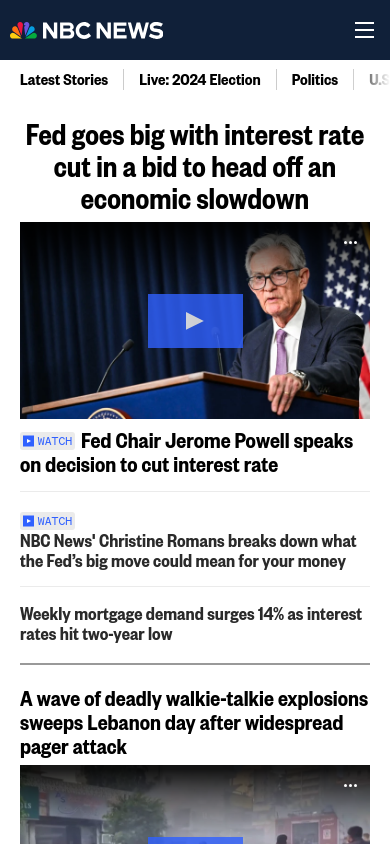 NBC NEWS
Latest Stories
Live: 2024 Election
Politics
U.S
Fed goes big with interest rate
cut in a bid to head off an
economic slowdown
WATCH Fed Chair Jerome Powell speaks
on decision to cut interest rate
WATCH
NBC News' Christine Romans breaks down what
the Fed’s big move could mean for your money
Weekly mortgage demand surges 14% as interest
rates hit two-year low
A wave of deadly walkie-talkie explosions
sweeps Lebanon day after widespread
pager attack